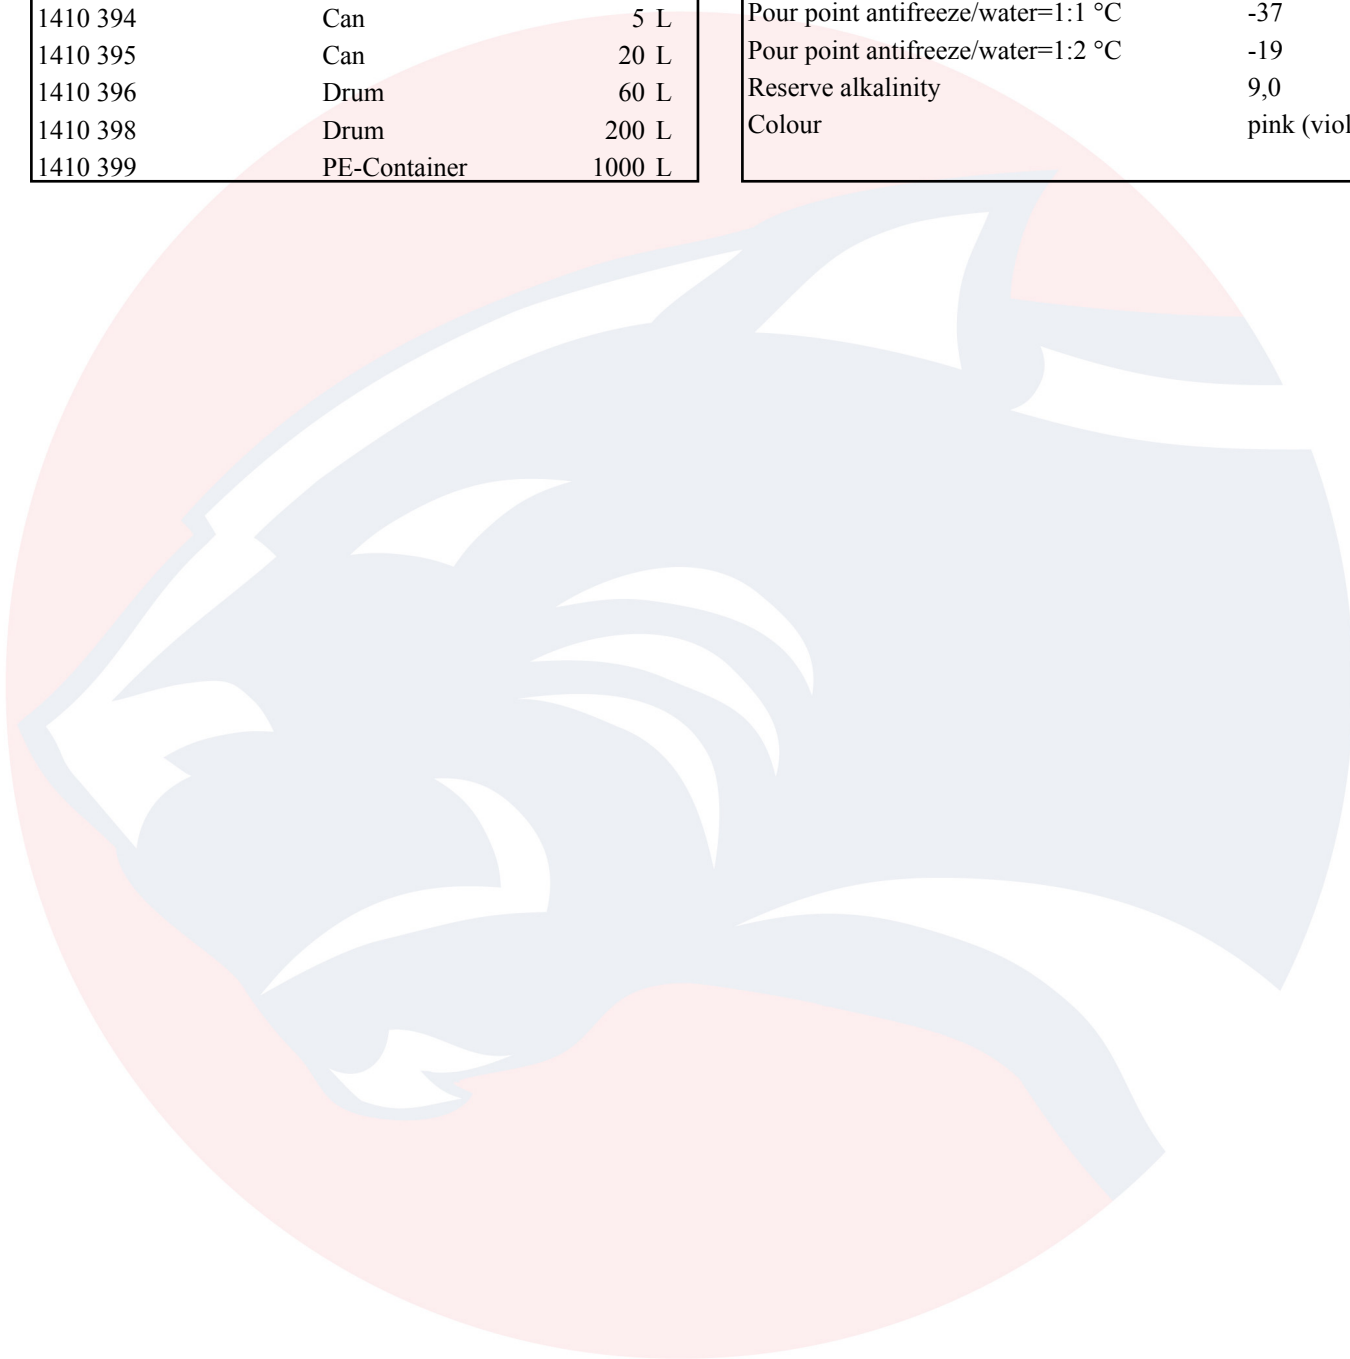 1410 394 Can 5 L
1410 395 Can 20 L
1410 396 Drum 60 L
1410 398 Drum 200 L
1410 399 PE-Container 1000 L
Pour point antifreeze/water=1:1 °C -37
Pour point antifreeze/water=1:2 °C -19
Reserve alkalinity 9,0
Colour pink